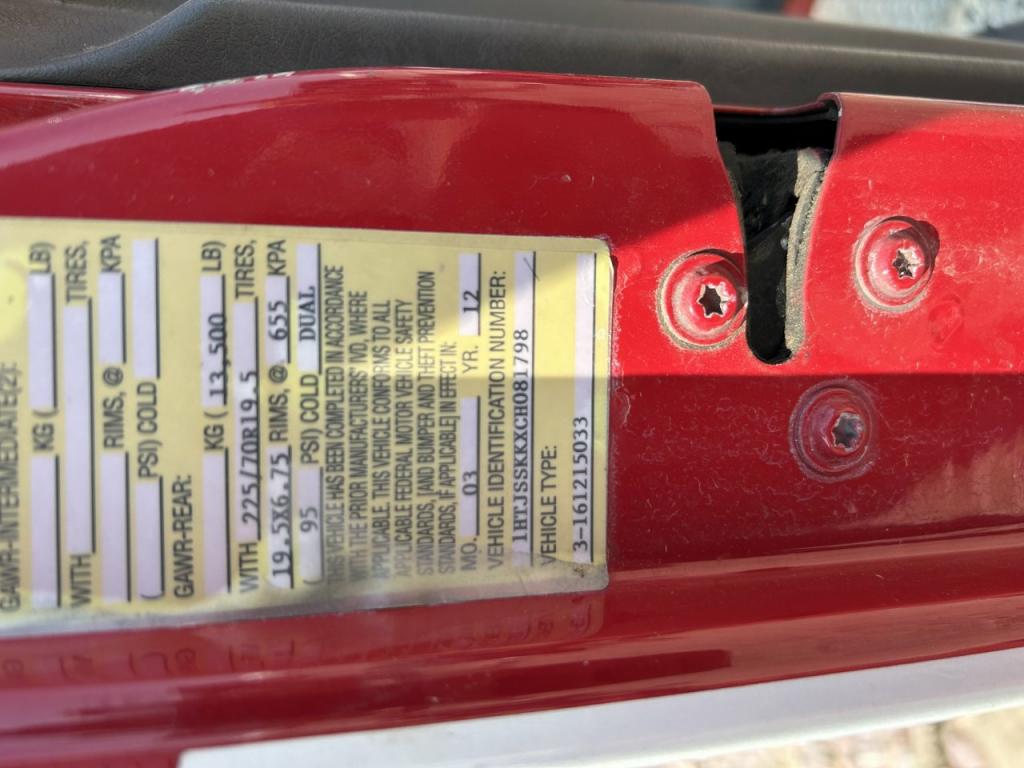 GAWR-INTERMEDIATE(2):
KG ( LB)
WITH TIRES,
RIMS, @ KPA
( PSI) COLD
GAWR-REAR:
KG ( 13,500 LB)
WITH 225/70R19.5 TIRES,
19.5X6.75 RIMS, @ 655 KPA
( 95 PSI) COLD DUAL
THIS VEHICLE HAS BEEN COMPLETED IN ACCORDANCE
WITH THE PRIOR MANUFACTURERS' IVD, WHERE
APPLICABLE. THIS VEHICLE CONFORMS TO ALL
APPLICABLE FEDERAL MOTOR VEHICLE SAFETY
STANDARDS, [AND BUMPER AND THEFT PREVENTION
STANDARDS, IF APPLICABLE] IN EFFECT IN:
MO. 03 YR. 12
VEHICLE IDENTIFICATION NUMBER:
1HTJSSKKXCH081798
VEHICLE TYPE:
3-161215033